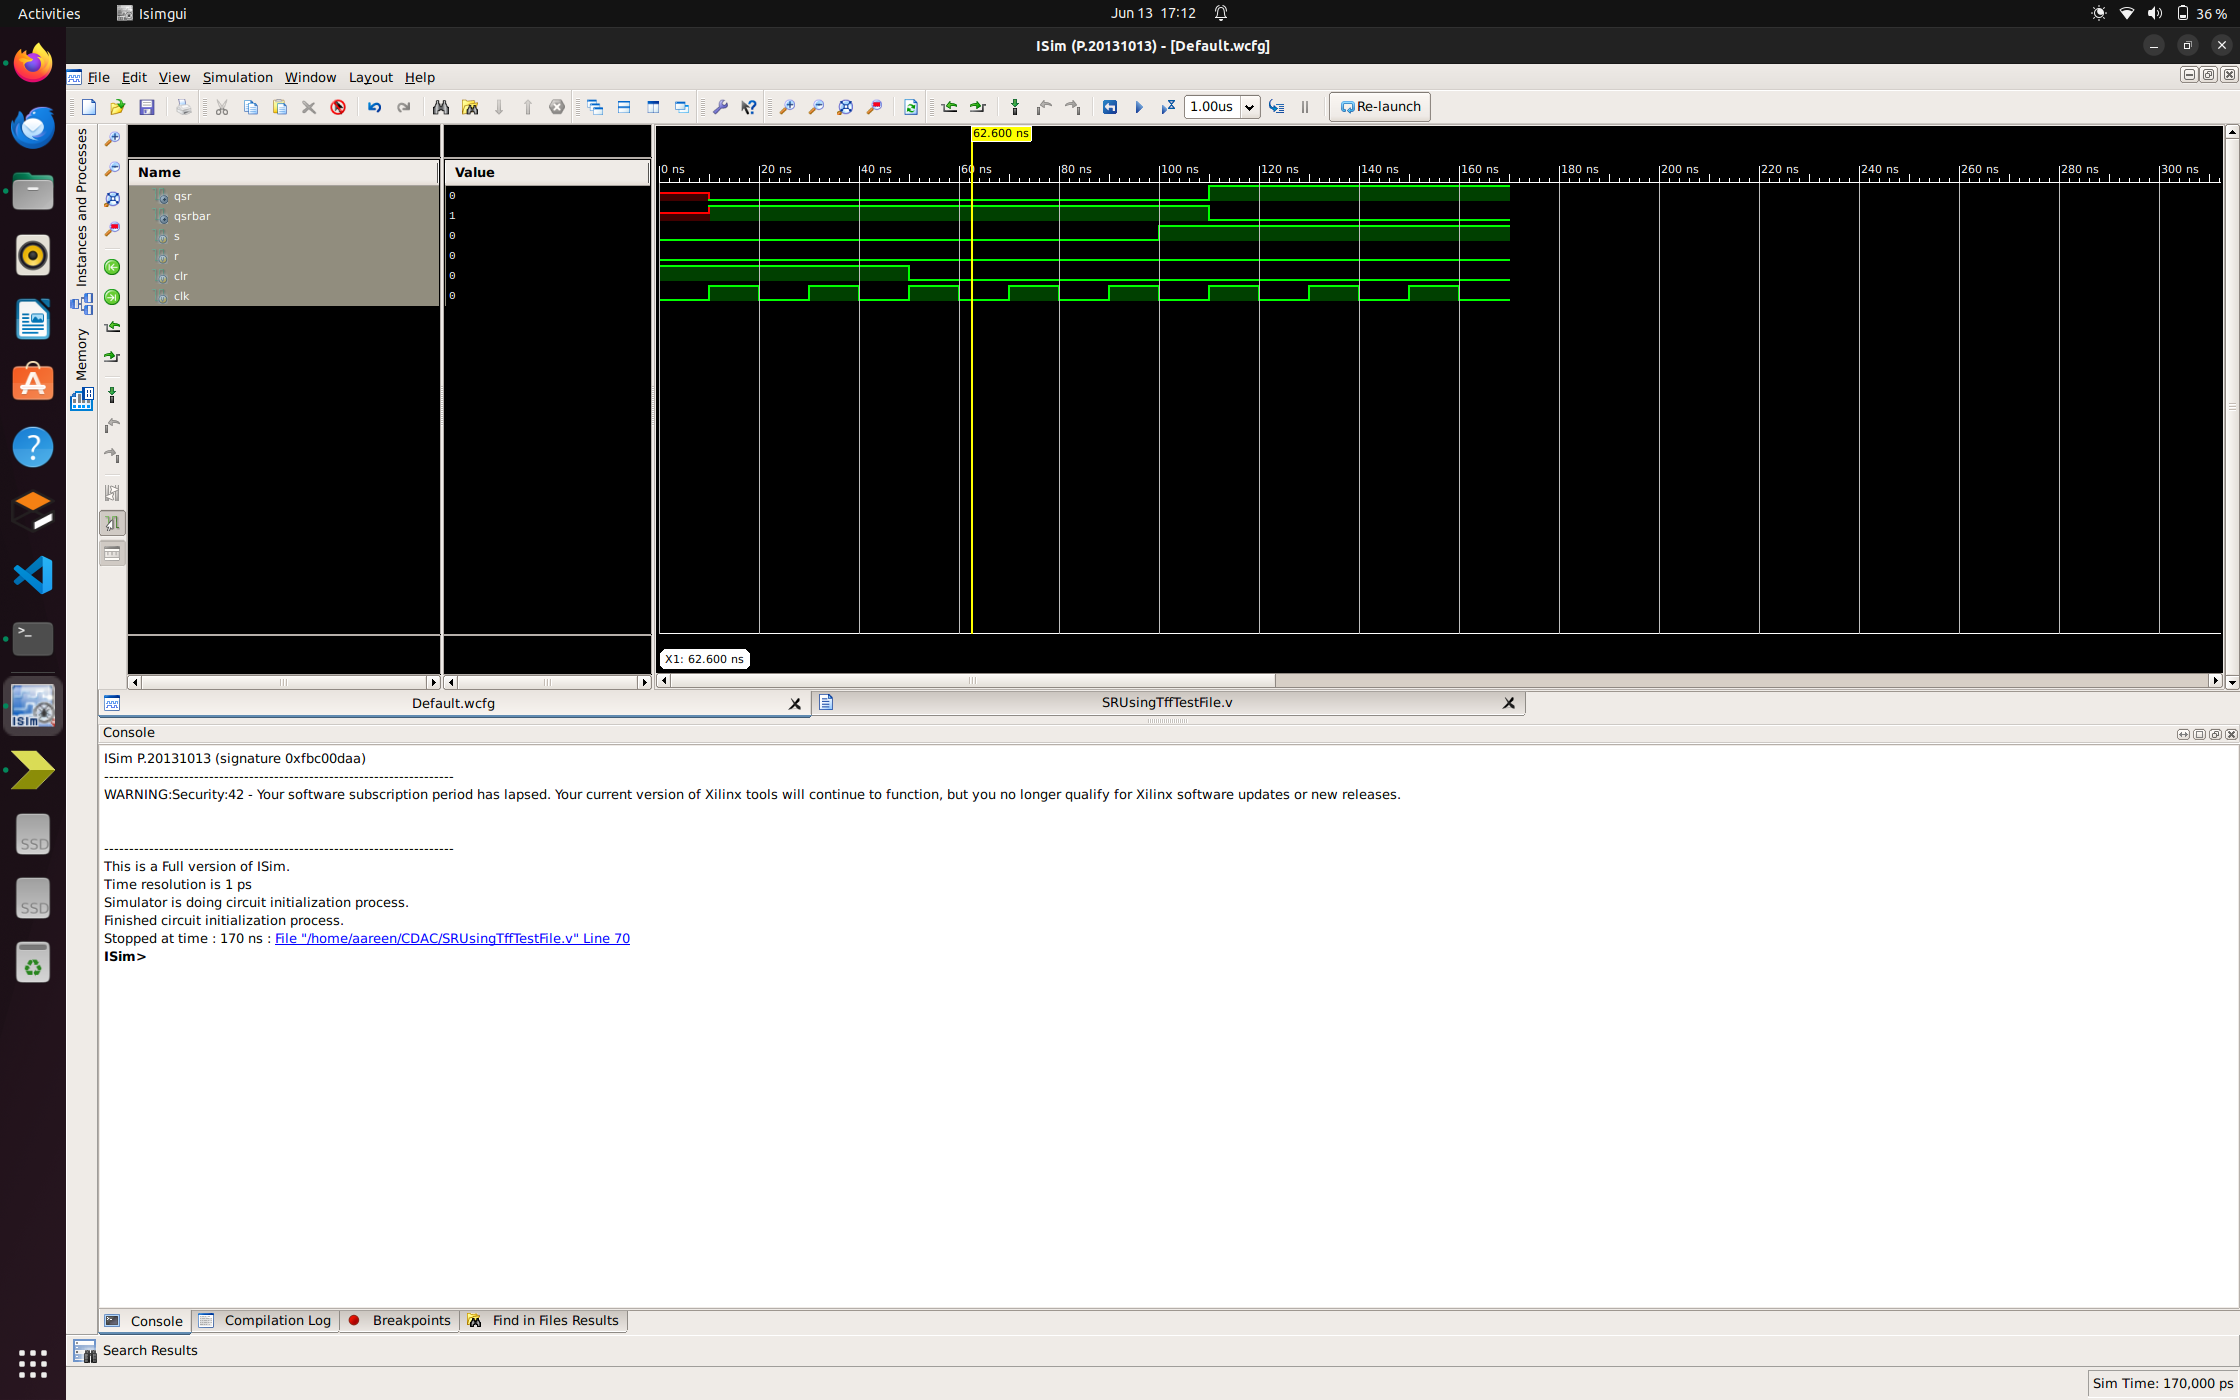 Activities Isimgui Jun 13 17:12 36 %
ISim (P.20131013) - [Default.wcfg]
File Edit View Simulation Window Layout Help
1.00us Re-launch
Instances and Processes
Memory
62.600 ns
Name Value
0 ns 20 ns 40 ns 60 ns 80 ns 100 ns 120 ns 140 ns 160 ns 180 ns 200 ns 220 ns 240 ns 260 ns 280 ns 300 ns
qsr 0
qsrbar 1
s 0
r 0
clr 0
clk 0
X1: 62.600 ns
Default.wcfg SRUsingTffTestFile.v
Console
ISim P.20131013 (signature 0xfbc00daa)
----------------------------------------------------------------------
WARNING:Security:42 - Your software subscription period has lapsed. Your current version of Xilinx tools will continue to function, but you no longer qualify for Xilinx software updates or new releases.
----------------------------------------------------------------------
This is a Full version of ISim.
Time resolution is 1 ps
Simulator is doing circuit initialization process.
Finished circuit initialization process.
Stopped at time : 170 ns : File "/home/aareen/CDAC/SRUsingTffTestFile.v" Line 70
ISim>
ISim
SSD
SSD
Console Compilation Log Breakpoints Find in Files Results
Search Results
Sim Time: 170,000 ps